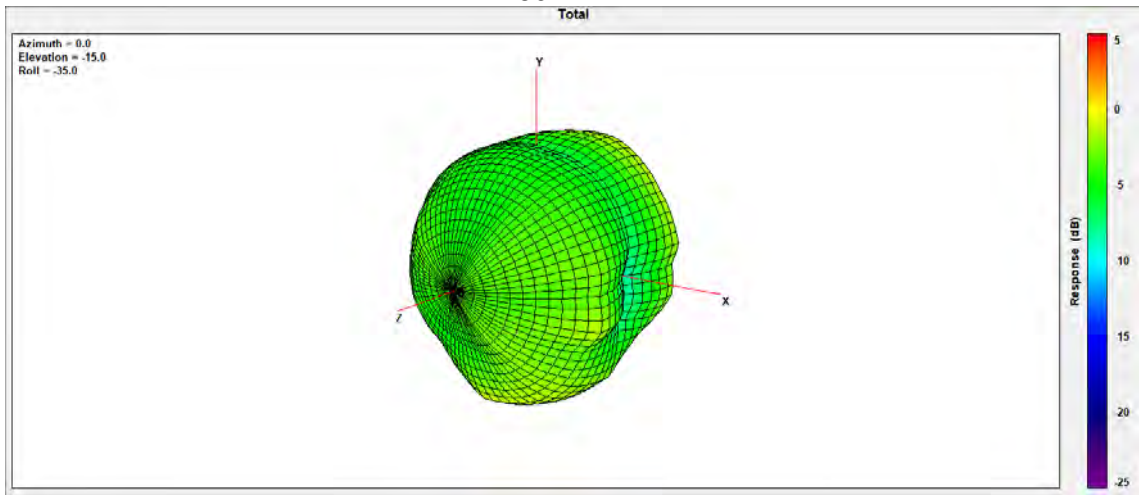 Total
Azimuth = 0.0
Elevation = -15.0
Roll = -35.0
Y
X
Z
5
0
-5
10
-15
-20
-25
Response (dB)